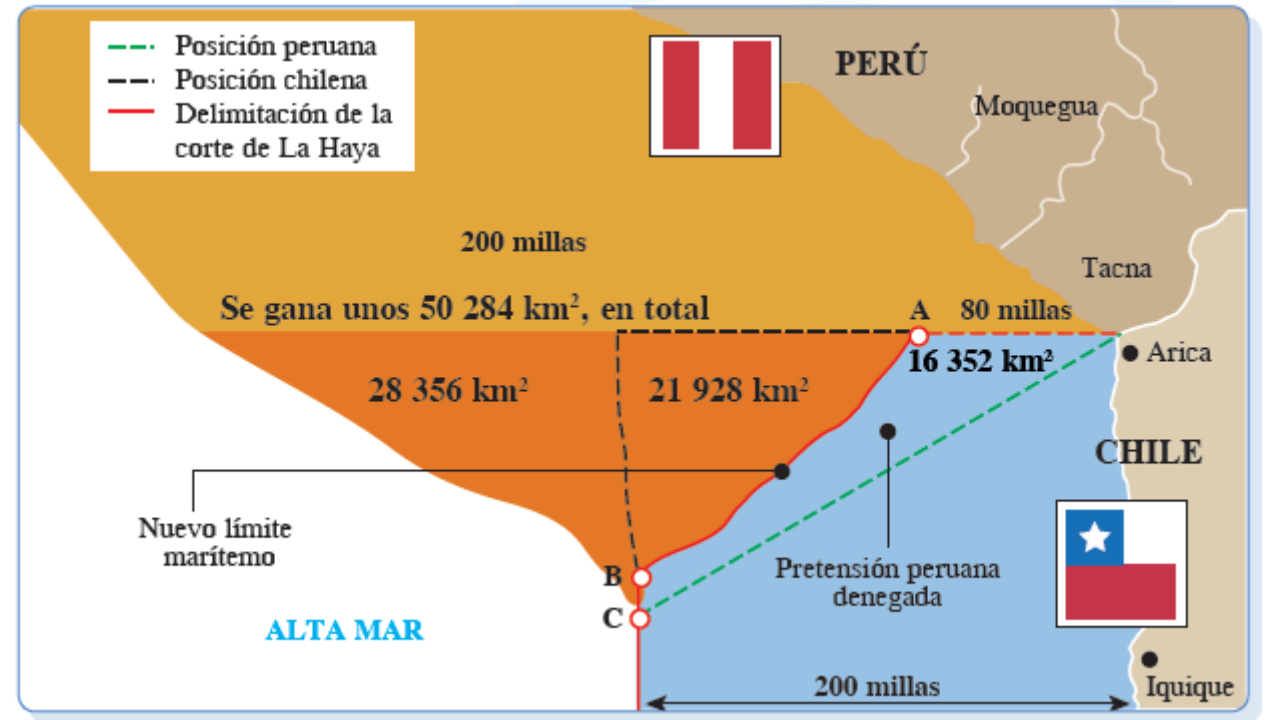 Posición peruana
Posición chilena
Delimitación de la
corte de La Haya
PERÚ
Moquegua
200 millas
Tacna
Se gana unos 50 284 km², en total
A
80 millas
16 352 km²
Arica
28 356 km²
21 928 km²
CHILE
Nuevo límite
marítemo
B
Pretensión peruana
denegada
C
ALTA MAR
200 millas
Iquique